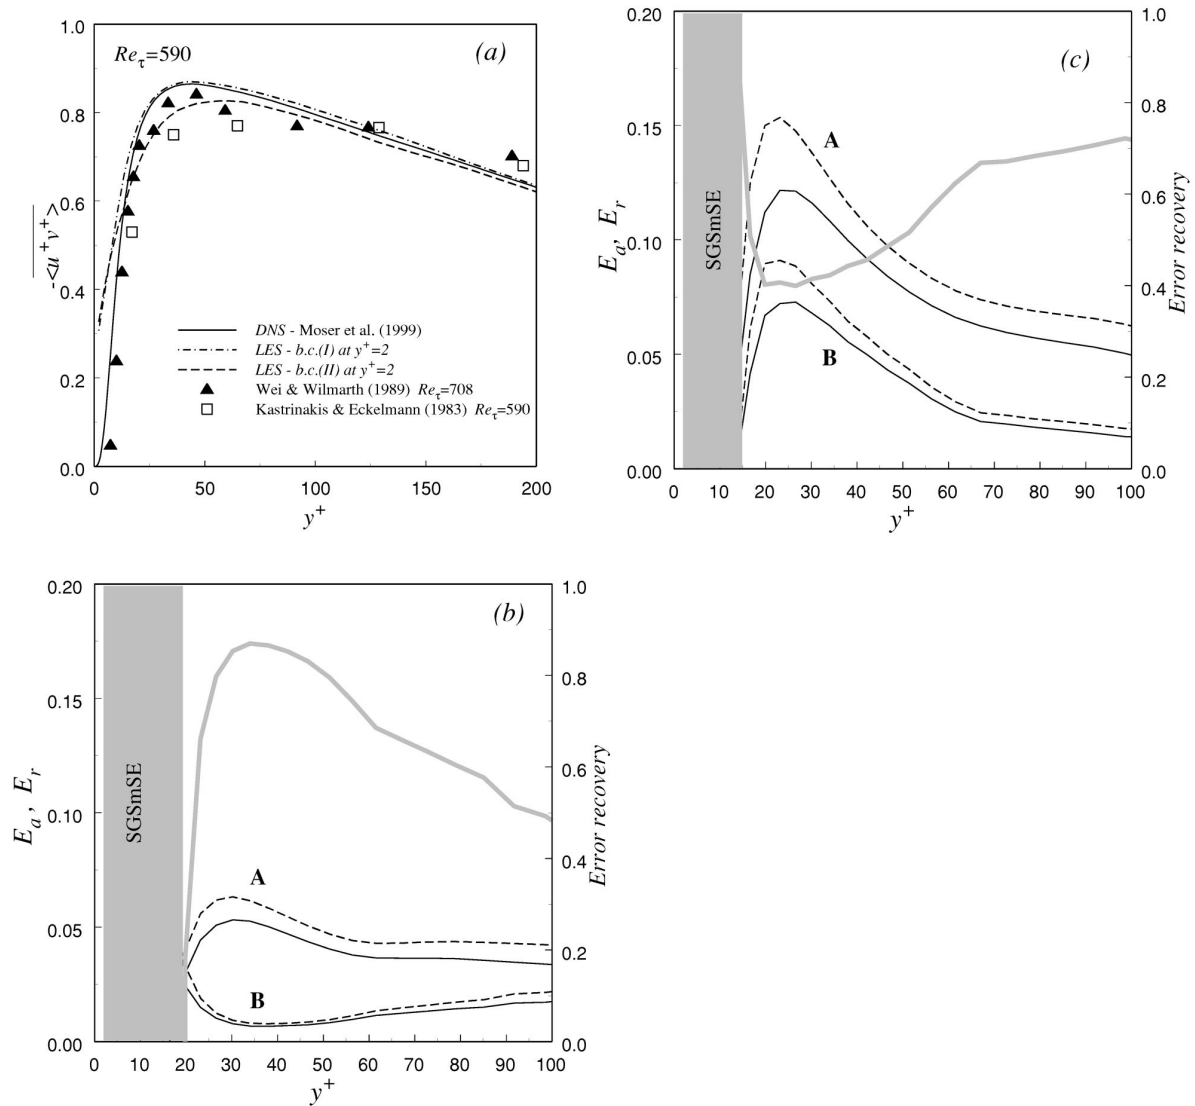 (a)
Re_τ=590
1.0
0.8
0.6
0.4
0.2
0.0
-<u⁺v⁺>
DNS - Moser et al. (1999)
LES - b.c.(I) at y⁺=2
LES - b.c.(II) at y⁺=2
Wei & Wilmarth (1989) Re_τ=708
Kastrinakis & Eckelmann (1983) Re_τ=590
0 50 100 150 200
y⁺
(c)
0.20
0.15
0.10
0.05
0.00
E_a, E_r
SGSmSE
A
B
1.0
0.8
0.6
0.4
0.2
0.0
Error recovery
0 10 20 30 40 50 60 70 80 90 100
y⁺
(b)
0.20
0.15
0.10
0.05
0.00
E_a , E_r
SGSmSE
A
B
1.0
0.8
0.6
0.4
0.2
0.0
Error recovery
0 10 20 30 40 50 60 70 80 90 100
y⁺